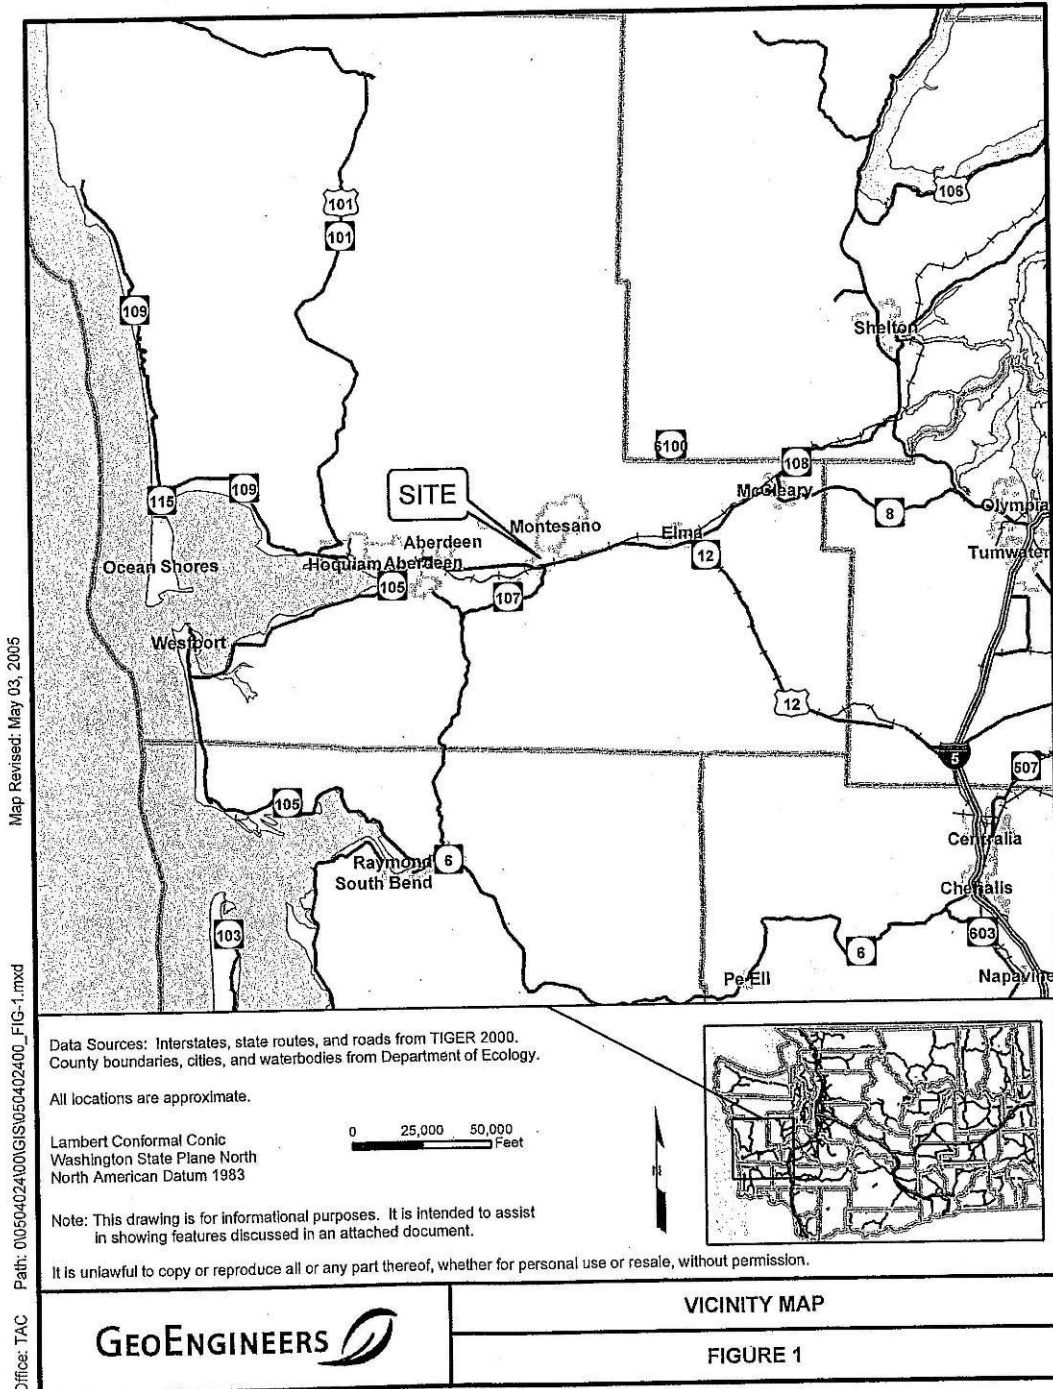 101
101
106
109
Shelton
6100
108
109
115
SITE
McCleary
8
Olympia
Montesano
Elma
Aberdeen
12
Tumwater
Ocean Shores
Hoquiam Aberdeen
105
107
Westport
12
5
507
105
Centralia
Raymond
6
South Bend
Chehalis
103
603
6
Pe Ell
Napavine
Map Revised: May 03, 2005
Path: 0\0504024\00\GIS\050402400_FIG-1.mxd
Office: TAC
Data Sources: Interstates, state routes, and roads from TIGER 2000.
County boundaries, cities, and waterbodies from Department of Ecology.
All locations are approximate.
Lambert Conformal Conic
Washington State Plane North
North American Datum 1983
0 25,000 50,000
Feet
N
Note: This drawing is for informational purposes. It is intended to assist
in showing features discussed in an attached document.
It is unlawful to copy or reproduce all or any part thereof, whether for personal use or resale, without permission.
GEOENGINEERS
VICINITY MAP
FIGURE 1